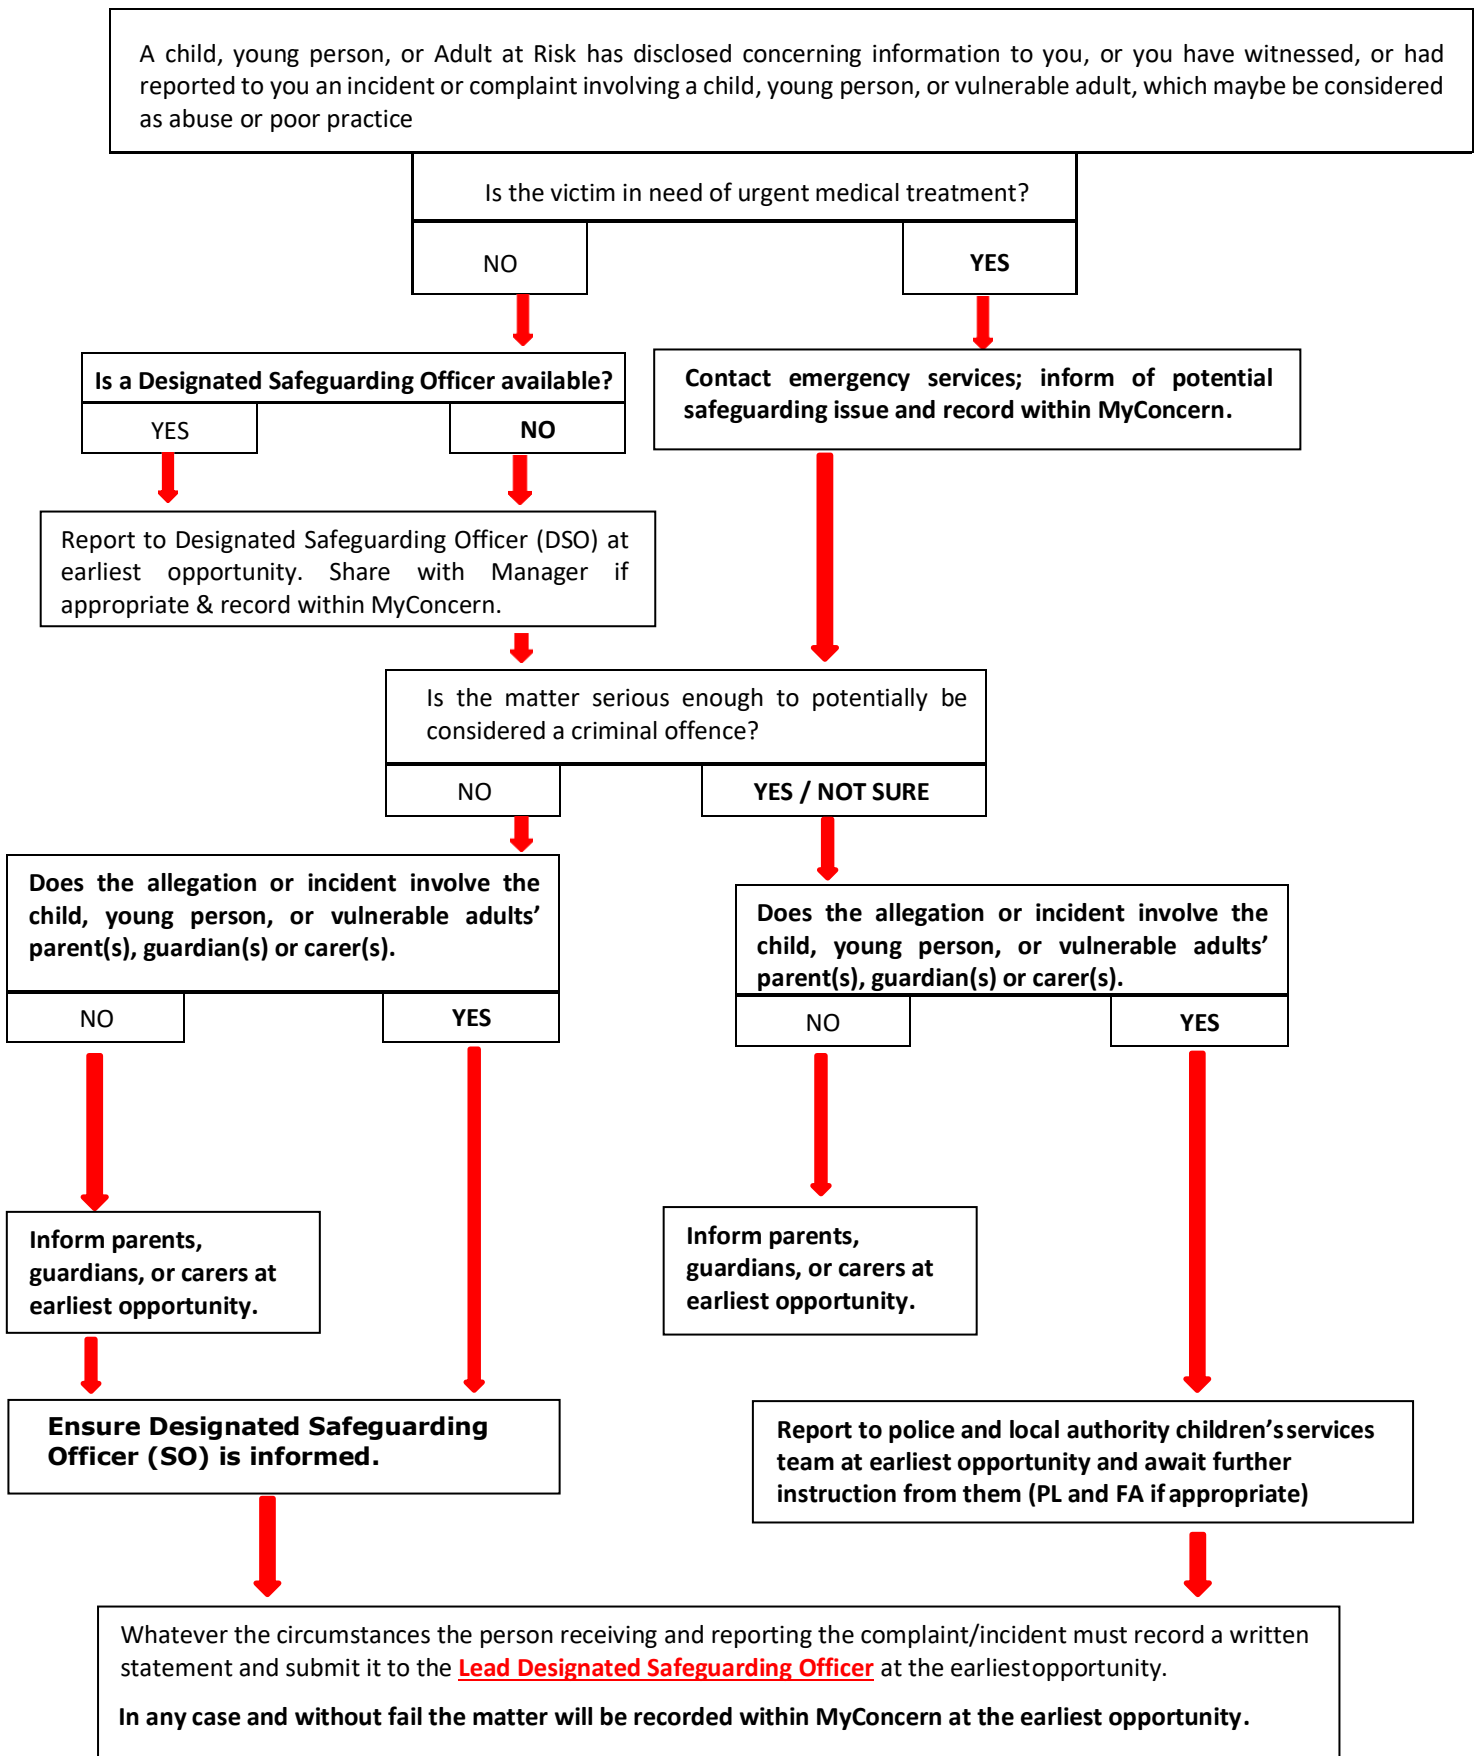 A child, young person, or Adult at Risk has disclosed concerning information to you, or you have witnessed, or had
reported to you an incident or complaint involving a child, young person, or vulnerable adult, which maybe be considered
as abuse or poor practice
Is the victim in need of urgent medical treatment?
NO
YES
Is a Designated Safeguarding Officer available?
YES
NO
Contact emergency services; inform of potential
safeguarding issue and record within MyConcern.
Report to Designated Safeguarding Officer (DSO) at
earliest opportunity. Share with Manager if
appropriate & record within MyConcern.
Is the matter serious enough to potentially be
considered a criminal offence?
NO
YES / NOT SURE
Does the allegation or incident involve the
child, young person, or vulnerable adults’
parent(s), guardian(s) or carer(s).
NO
YES
Does the allegation or incident involve the
child, young person, or vulnerable adults’
parent(s), guardian(s) or carer(s).
NO
YES
Inform parents,
guardians, or carers at
earliest opportunity.
Inform parents,
guardians, or carers at
earliest opportunity.
Ensure Designated Safeguarding
Officer (SO) is informed.
Report to police and local authority children’s services
team at earliest opportunity and await further
instruction from them (PL and FA if appropriate)
Whatever the circumstances the person receiving and reporting the complaint/incident must record a written
statement and submit it to the Lead Designated Safeguarding Officer at the earliest opportunity.
In any case and without fail the matter will be recorded within MyConcern at the earliest opportunity.